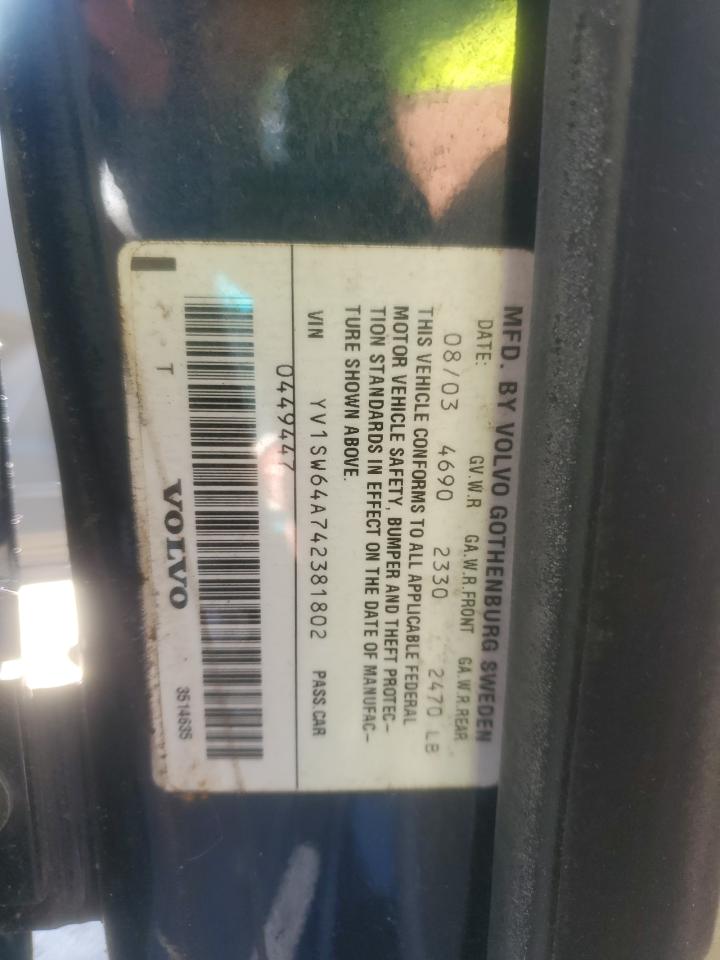 MFD. BY VOLVO GOTHENBURG SWEDEN
DATE: GV.W.R GA.W.R.FRONT GA.W.R.REAR
08/03 4690 2330 2470 LB
THIS VEHICLE CONFORMS TO ALL APPLICABLE FEDERAL
MOTOR VEHICLE SAFETY, BUMPER AND THEFT PROTEC-
TION STANDARDS IN EFFECT ON THE DATE OF MANUFAC-
TURE SHOWN ABOVE.
VIN YV1SW64A742381802 PASS.CAR
0449447
T VOLVO 3514635